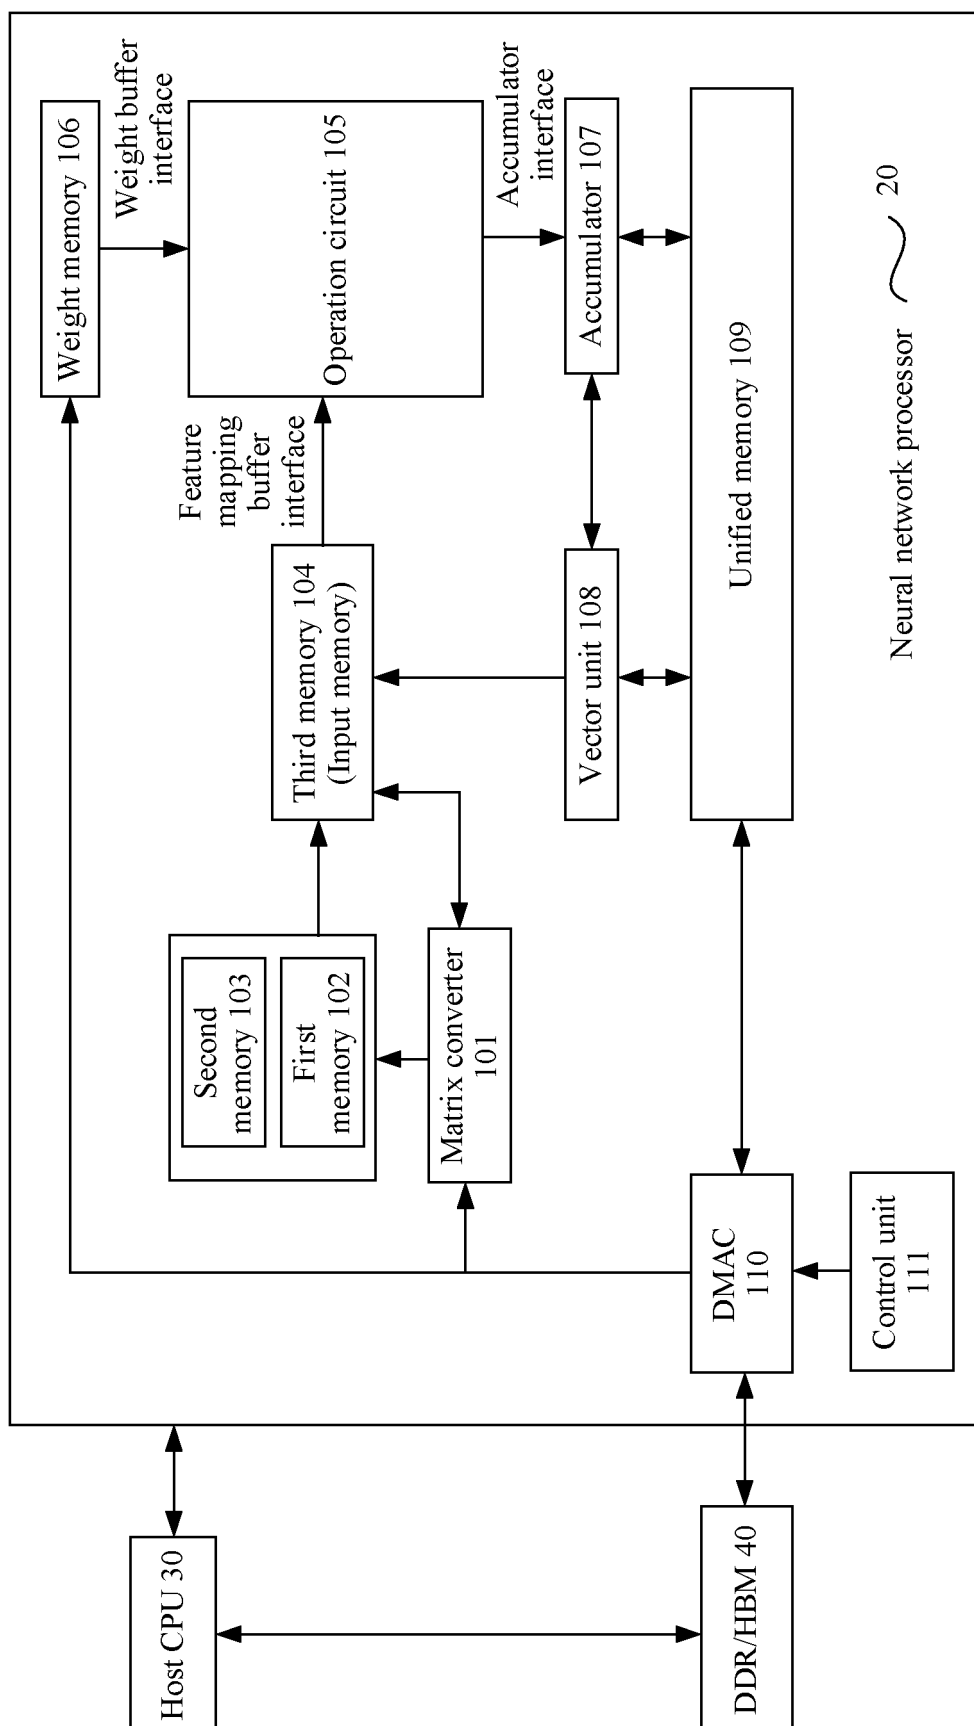 Weight memory 106
Weight buffer
interface
Operation circuit 105
Feature
mapping
buffer
interface
Accumulator
interface
Accumulator 107
Third memory 104
(Input memory)
Vector unit 108
Unified memory 109
Second
memory 103
First
memory 102
Matrix converter
101
DMAC
110
Control unit
111
Neural network processor
20
Host CPU 30
DDR/HBM 40